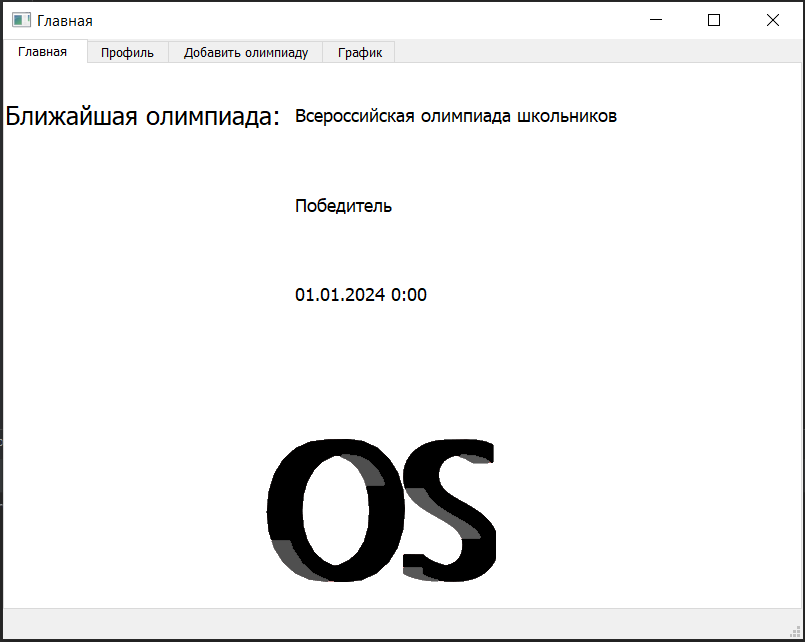 Главная
Главная Профиль Добавить олимпиаду График
Ближайшая олимпиада: Всероссийская олимпиада школьников
Победитель
01.01.2024 0:00
OS